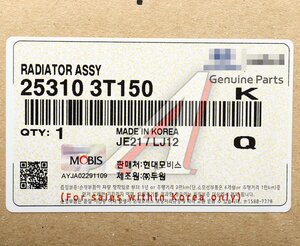 Genuine Parts
RADIATOR ASSY
25310 3T150
K
QTY: 1
MADE IN KOREA
JE217/LJ12
Q
MOBIS
AYJA02291109
판매처:현대모비스
제조원:㈜두원
(For sales within Korea only)